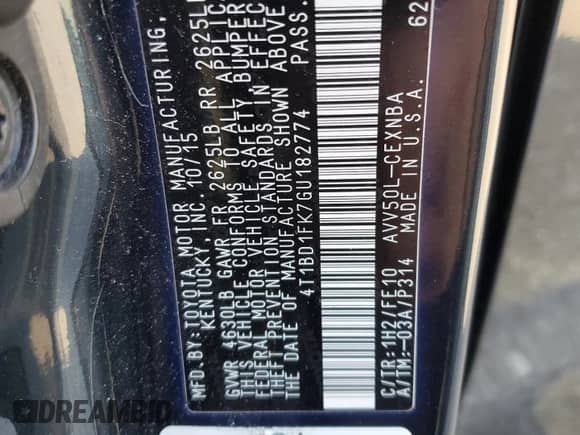 MFD. BY: TOYOTA MOTOR MANUFACTURING,
KENTUCKY, INC. 10/15
GVWR 4630LB GAWR FR 2625LB RR 2625L
THIS VEHICLE CONFORMS TO ALL APPLIC
FEDERAL MOTOR VEHICLE SAFETY, BUMPER
THEFT PREVENTION STANDARDS IN EFFEC
THE DATE OF MANUFACTURE SHOWN ABOVE
4T1BD1FK7GU182774 PASS.
C/TR: 1H2/FE10 AVV50L-CEXNBA
A/TM: -03A/P314 MADE IN U.S.A. 62
DREAMBID